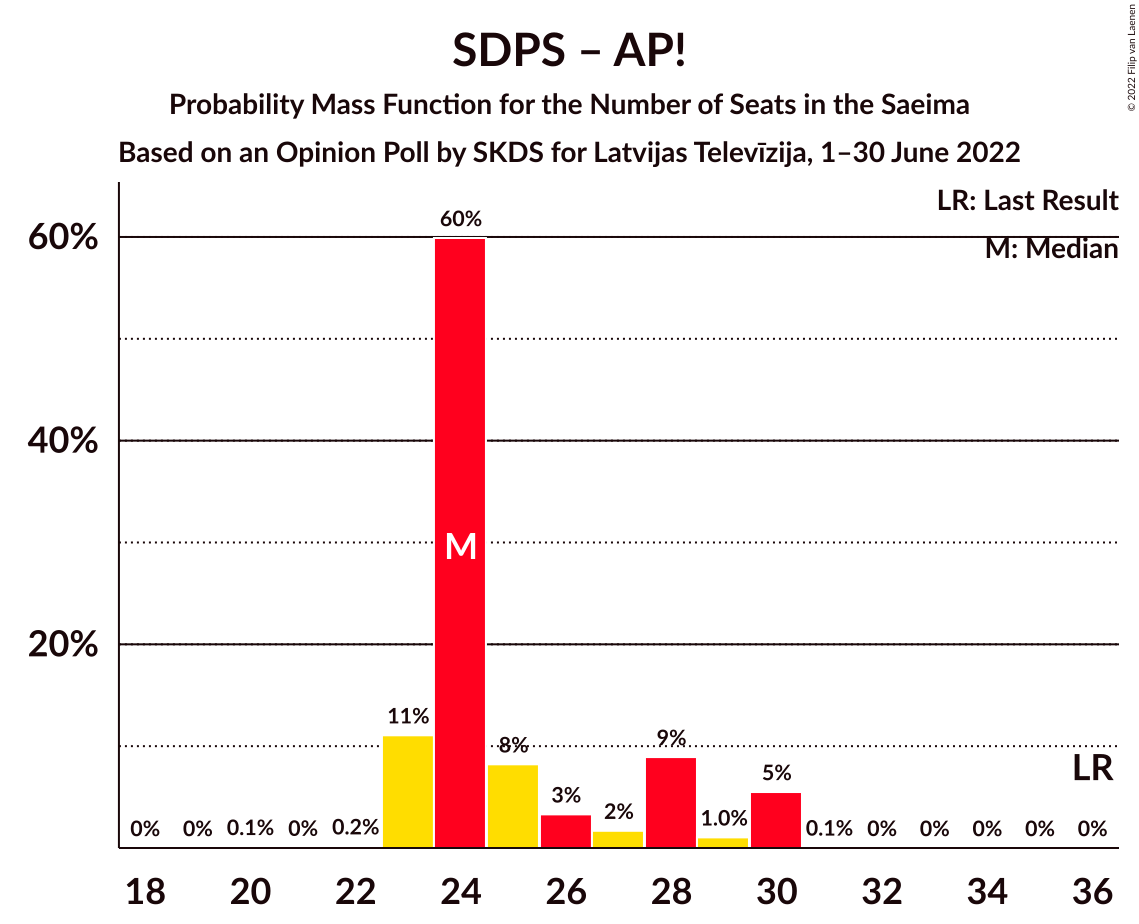 SDPS – AP!
Probability Mass Function for the Number of Seats in the Saeima
Based on an Opinion Poll by SKDS for Latvijas Televīzija, 1–30 June 2022
© 2022 Filip van Laenen
LR: Last Result
M: Median
60%
40%
20%
0% 0% 0.1% 0% 0.2% 11% 60% 8% 3% 2% 9% 1.0% 5% 0.1% 0% 0% 0% 0% 0%
M
LR
18 20 22 24 26 28 30 32 34 36